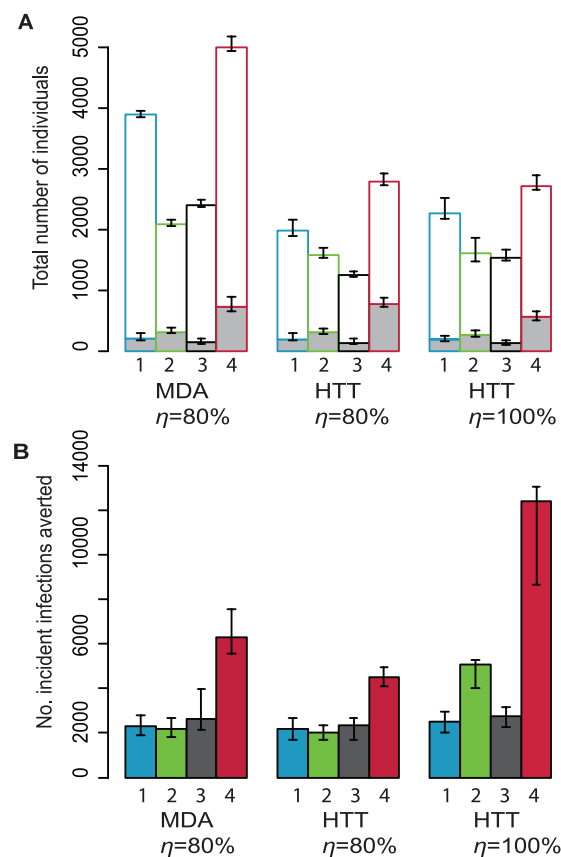 A
Total number of individuals
5000
4000
3000
2000
1000
0
1 2 3 4 1 2 3 4 1 2 3 4
MDA HTT HTT
η=80% η=80% η=100%
B
No. incident infections averted
14000
10000
6000
2000
0
1 2 3 4 1 2 3 4 1 2 3 4
MDA HTT HTT
η=80% η=80% η=100%